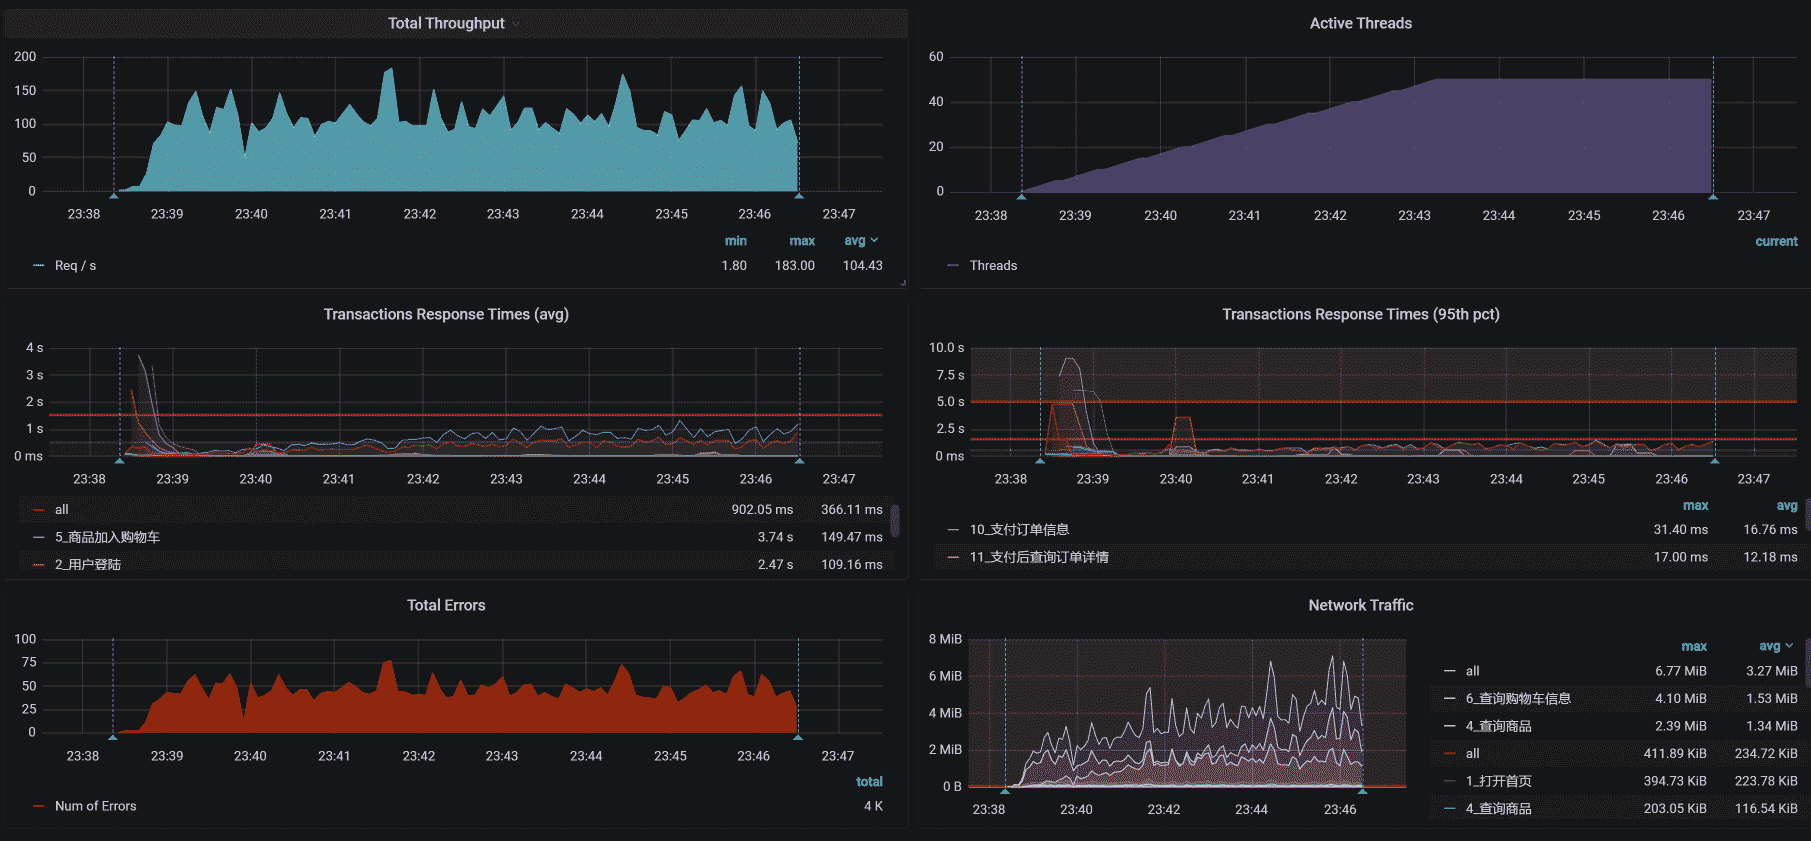 Total Throughput
200
150
100
50
0
23:38 23:39 23:40 23:41 23:42 23:43 23:44 23:45 23:46 23:47
min max avg
Req / s 1.80 183.00 104.43
Active Threads
60
40
20
0
23:38 23:39 23:40 23:41 23:42 23:43 23:44 23:45 23:46 23:47
current
Threads
Transactions Response Times (avg)
4 s
3 s
2 s
1 s
0 ms
23:38 23:39 23:40 23:41 23:42 23:43 23:44 23:45 23:46 23:47
all 902.05 ms 366.11 ms
5_商品加入购物车 3.74 s 149.47 ms
2_用户登陆 2.47 s 109.16 ms
Transactions Response Times (95th pct)
10.0 s
7.5 s
5.0 s
2.5 s
0 ms
23:38 23:39 23:40 23:41 23:42 23:43 23:44 23:45 23:46 23:47
max avg
10_支付订单信息 31.40 ms 16.76 ms
11_支付后查询订单详情 17.00 ms 12.18 ms
Total Errors
100
75
50
25
0
23:38 23:39 23:40 23:41 23:42 23:43 23:44 23:45 23:46 23:47
total
Num of Errors 4 K
Network Traffic
8 MiB
6 MiB
4 MiB
2 MiB
0 B
23:38 23:40 23:42 23:44 23:46
max avg
all 6.77 MiB 3.27 MiB
6_查询购物车信息 4.10 MiB 1.53 MiB
4_查询商品 2.39 MiB 1.34 MiB
all 411.89 KiB 234.72 KiB
1_打开首页 394.73 KiB 223.78 KiB
4_查询商品 203.05 KiB 116.54 KiB